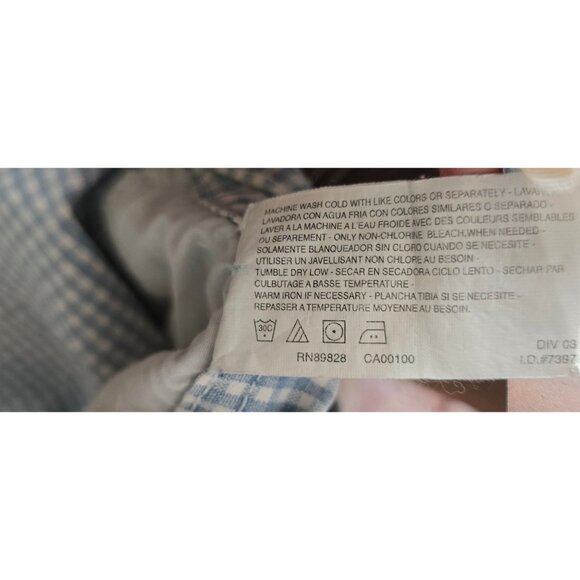 MACHINE WASH COLD WITH LIKE COLORS OR SEPARATELY - LAVAR
LAVADORA CON AGUA FRIA CON COLORES SIMILARES O SEPARADO -
LAVER A LA MACHINE A L'EAU FROIDE AVEC DES COULEURS SEMBLABLES
OU SEPAREMENT - ONLY NON-CHLORINE BLEACH, WHEN NEEDED -
SOLAMENTE BLANQUEADOR SIN CLORO CUANDO SE NECESITE -
UTILISER UN JAVELLISANT NON CHLORE AU BESOIN -
TUMBLE DRY LOW - SECAR EN SECADORA CICLO LENTO - SECHAR PAR
CULBUTAGE A BASSE TEMPERATURE -
WARM IRON IF NECESSARY - PLANCHA TIBIA SI SE NECESITE -
REPASSER A TEMPERATURE MOYENNE AU BESOIN.
30C
RN89828 CA00100
DIV 03
I.D.#7397